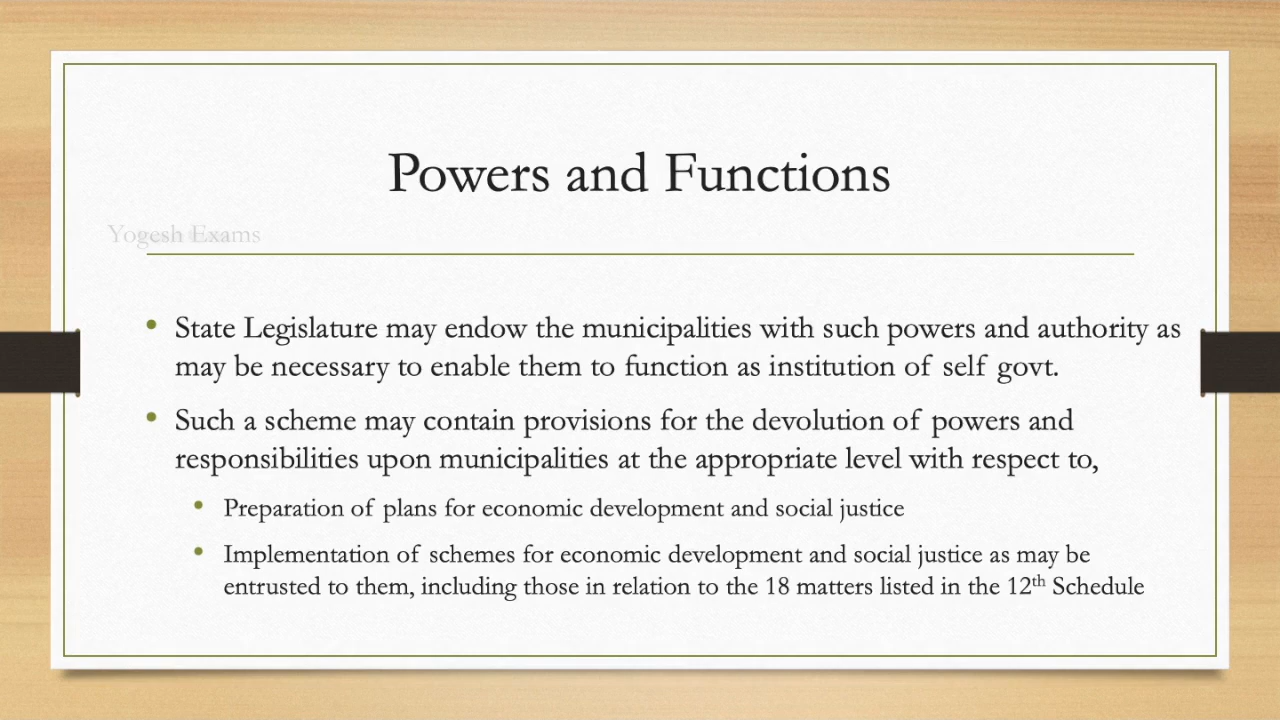 Powers and Functions
Yogesh Exams
• State Legislature may endow the municipalities with such powers and authority as
may be necessary to enable them to function as institution of self govt.
• Such a scheme may contain provisions for the devolution of powers and
responsibilities upon municipalities at the appropriate level with respect to,
• Preparation of plans for economic development and social justice
• Implementation of schemes for economic development and social justice as may be
entrusted to them, including those in relation to the 18 matters listed in the 12th Schedule